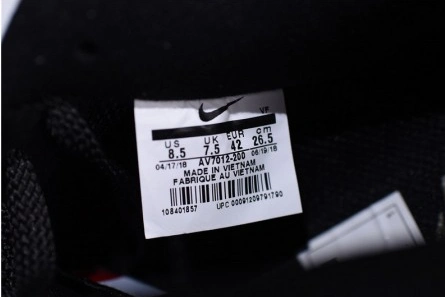 VF
US UK EUR cm
8.5 7.5 42 26.5
04/17/18 AV7012-200 06/19/18
MADE IN VIETNAM
FABRIQUE AU VIETNAM
108401857 UPC 00091209791790